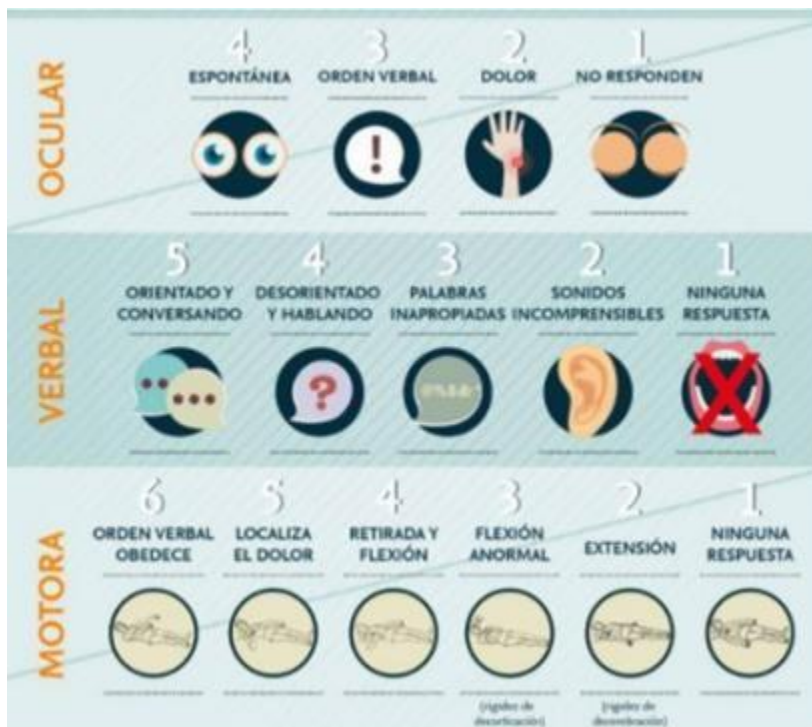 OCULAR
4 3 2 1
ESPONTÁNEA ORDEN VERBAL DOLOR NO RESPONDEN
VERBAL
5 4 3 2 1
ORIENTADO Y DESORIENTADO PALABRAS SONIDOS NINGUNA
CONVERSANDO Y HABLANDO INAPROPIADAS INCOMPRENSIBLES RESPUESTA
MOTORA
6 5 4 3 2 1
ORDEN VERBAL LOCALIZA RETIRADA Y FLEXIÓN EXTENSIÓN NINGUNA
OBEDECE EL DOLOR FLEXIÓN ANORMAL RESPUESTA
(rigidez de (rigidez de
decorticación) decerebración)